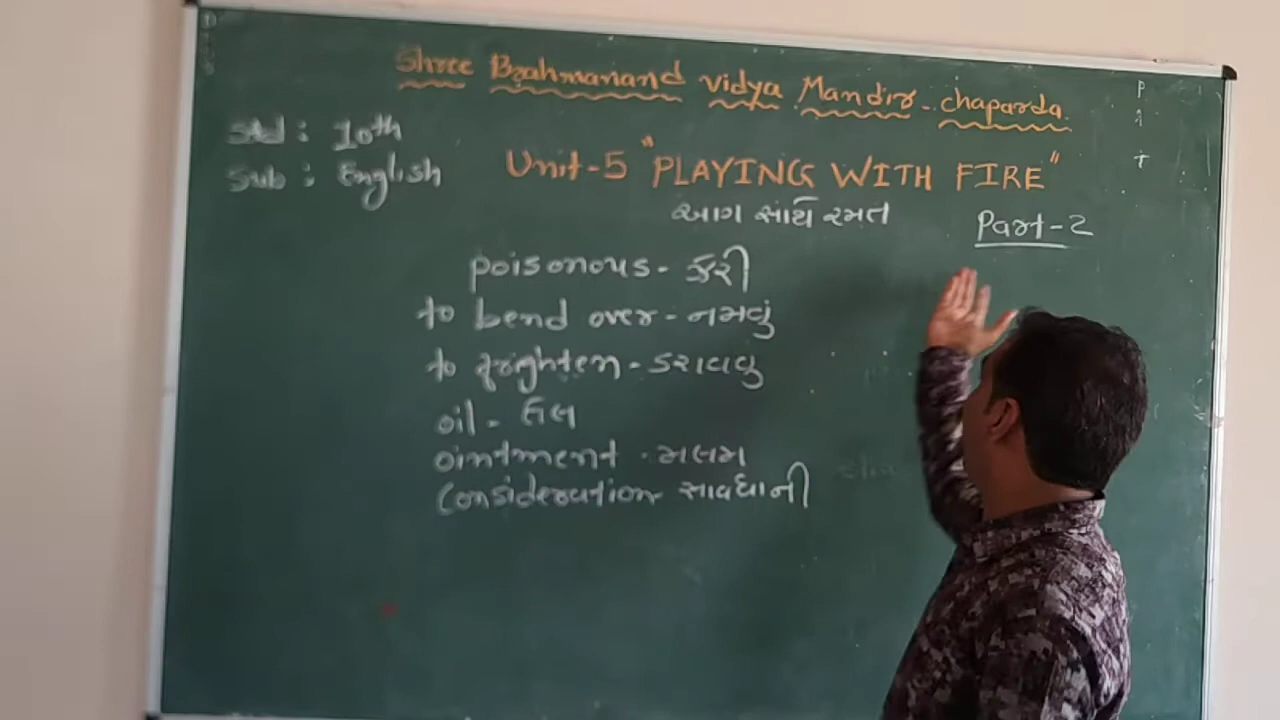 Shree Brahmanand Vidya Mandir - chaparda.
Std : 10th
Sub : English
Unit-5 "PLAYING WITH FIRE"
આગ સાથે રમત
Part-2
poisonous - ઝેરી
to bend over - નમવું
to frighten - ડરાવવું
oil - તેલ
ointment - મલમ
Consideration - સાવધાની